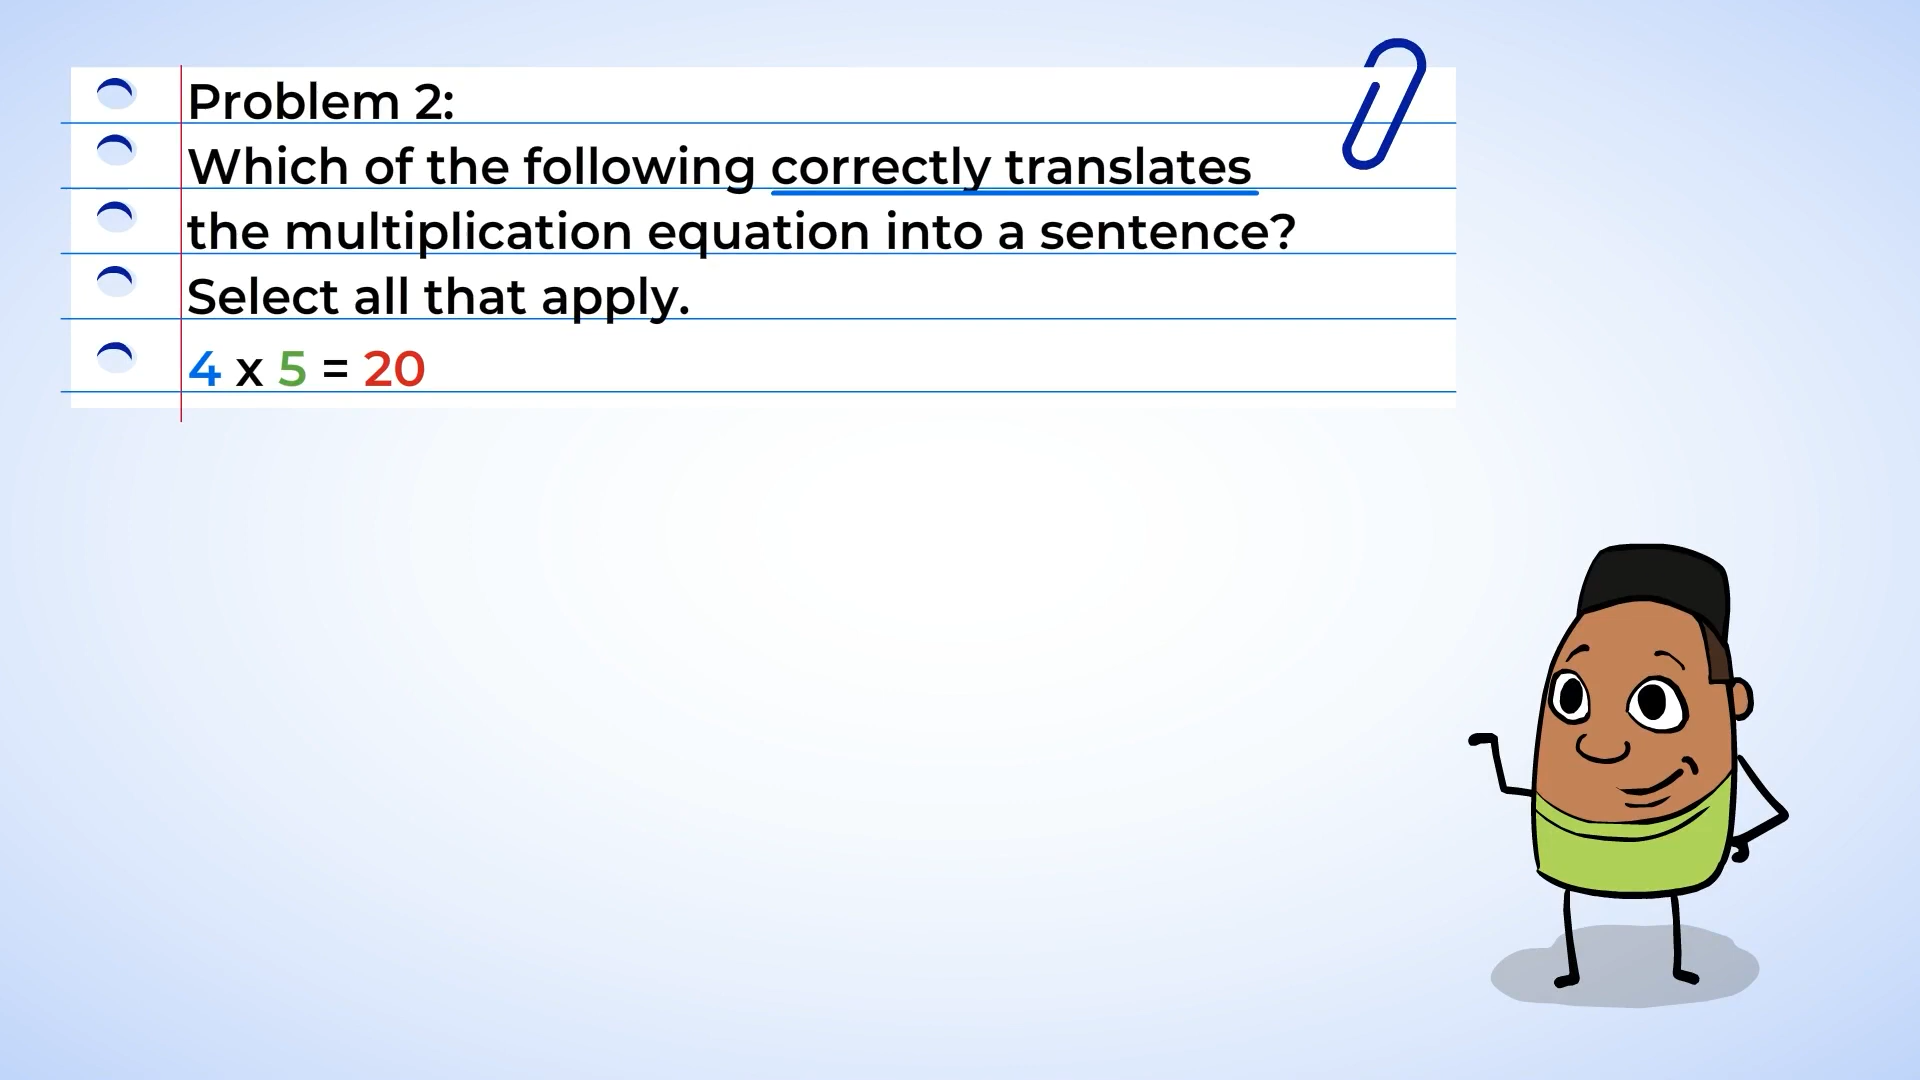 Problem 2:
Which of the following correctly translates
the multiplication equation into a sentence?
Select all that apply.
4 x 5 = 20